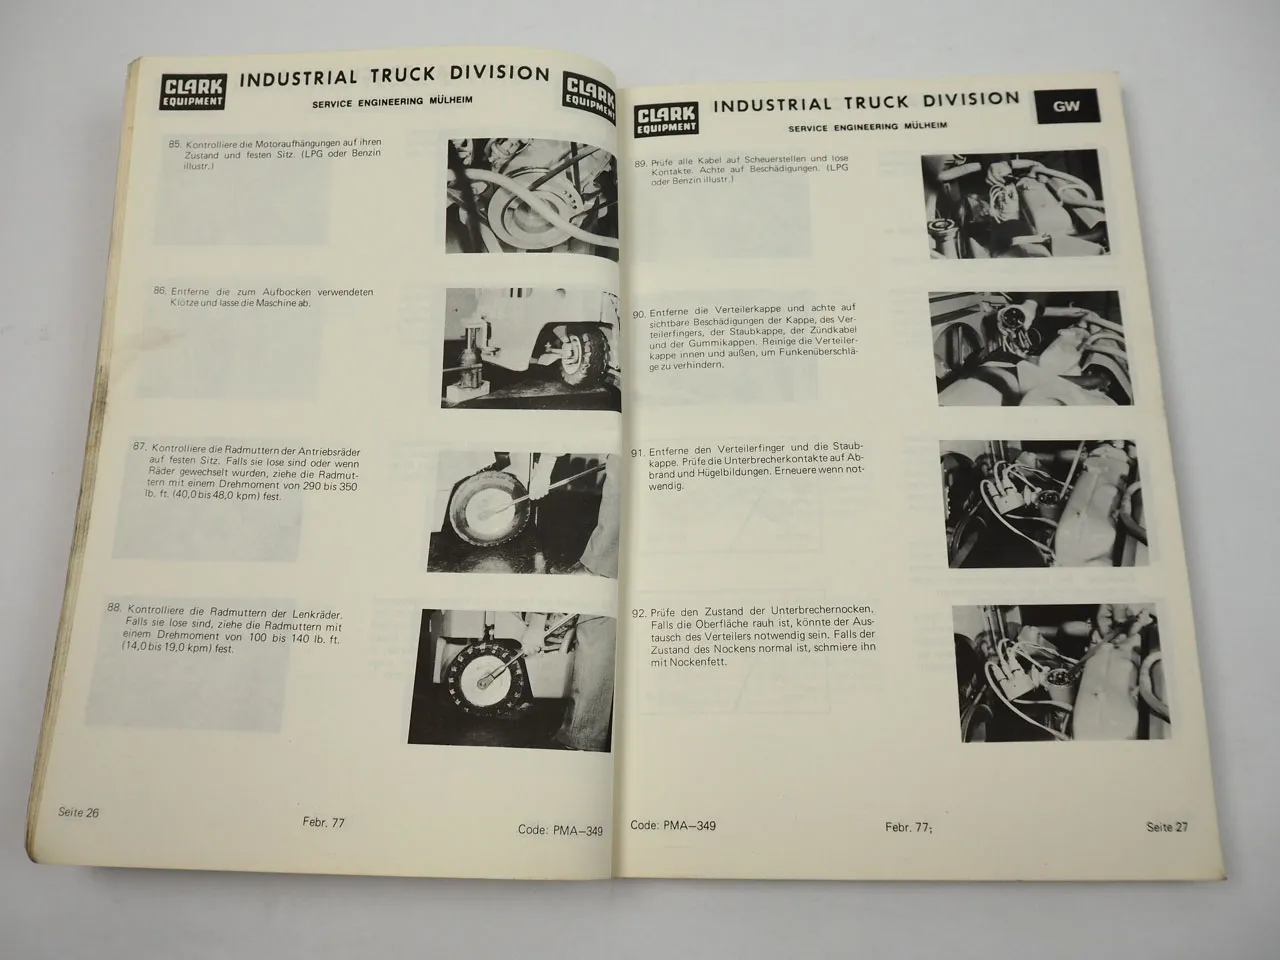 CLARK
EQUIPMENT
INDUSTRIAL TRUCK DIVISION
SERVICE ENGINEERING MÜLHEIM
CLARK
EQUIPMENT
85. Kontrolliere die Motoraufhängungen auf ihren
Zustand und festen Sitz. (LPG oder Benzin
illustr.)
86. Entferne die zum Aufbocken verwendeten
Klötze und lasse die Maschine ab.
87. Kontrolliere die Radmuttern der Antriebsräder
auf festen Sitz. Falls sie lose sind oder wenn
Räder gewechselt wurden, ziehe die Radmut-
tern mit einem Drehmoment von 290 bis 350
lb. ft. (40,0 bis 48,0 kpm) fest.
88. Kontrolliere die Radmuttern der Lenkräder.
Falls sie lose sind, ziehe die Radmuttern mit
einem Drehmoment von 100 bis 140 lb. ft.
(14,0 bis 19,0 kpm) fest.
Seite 26
Febr. 77
Code: PMA–349
CLARK
EQUIPMENT
INDUSTRIAL TRUCK DIVISION
SERVICE ENGINEERING MÜLHEIM
GW
89. Prüfe alle Kabel auf Scheuerstellen und lose
Kontakte. Achte auf Beschädigungen. (LPG
oder Benzin illustr.)
90. Entferne die Verteilerkappe und achte auf
sichtbare Beschädigungen der Kappe, des Ver-
teilerfingers, der Staubkappe, der Zündkabel
und der Gummikappen. Reinige die Verteiler-
kappe innen und außen, um Funkenüberschlä-
ge zu verhindern.
91. Entferne den Verteilerfinger und die Staub-
kappe. Prüfe die Unterbrecherkontakte auf Ab-
brand und Hügelbildungen. Erneuere wenn not-
wendig.
92. Prüfe den Zustand der Unterbrechernocken.
Falls die Oberfläche rauh ist, könnte der Aus-
tausch des Verteilers notwendig sein. Falls der
Zustand des Nockens normal ist, schmiere ihn
mit Nockenfett.
Code: PMA–349
Febr. 77;
Seite 27